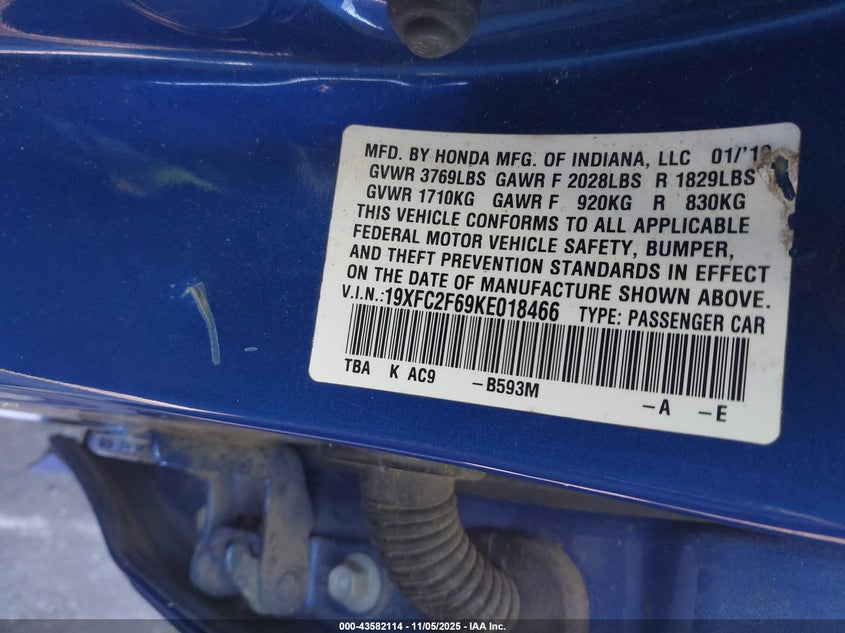 MFD. BY HONDA MFG. OF INDIANA, LLC 01/'19
GVWR 3769LBS GAWR F 2028LBS R 1829LBS
GVWR 1710KG GAWR F 920KG R 830KG
THIS VEHICLE CONFORMS TO ALL APPLICABLE
FEDERAL MOTOR VEHICLE SAFETY, BUMPER,
AND THEFT PREVENTION STANDARDS IN EFFECT
ON THE DATE OF MANUFACTURE SHOWN ABOVE.
V.I.N.: 19XFC2F69KE018466 TYPE: PASSENGER CAR
TBA K AC9 -B593M -A -E
000-43582114 - 11/05/2025 - IAA Inc.